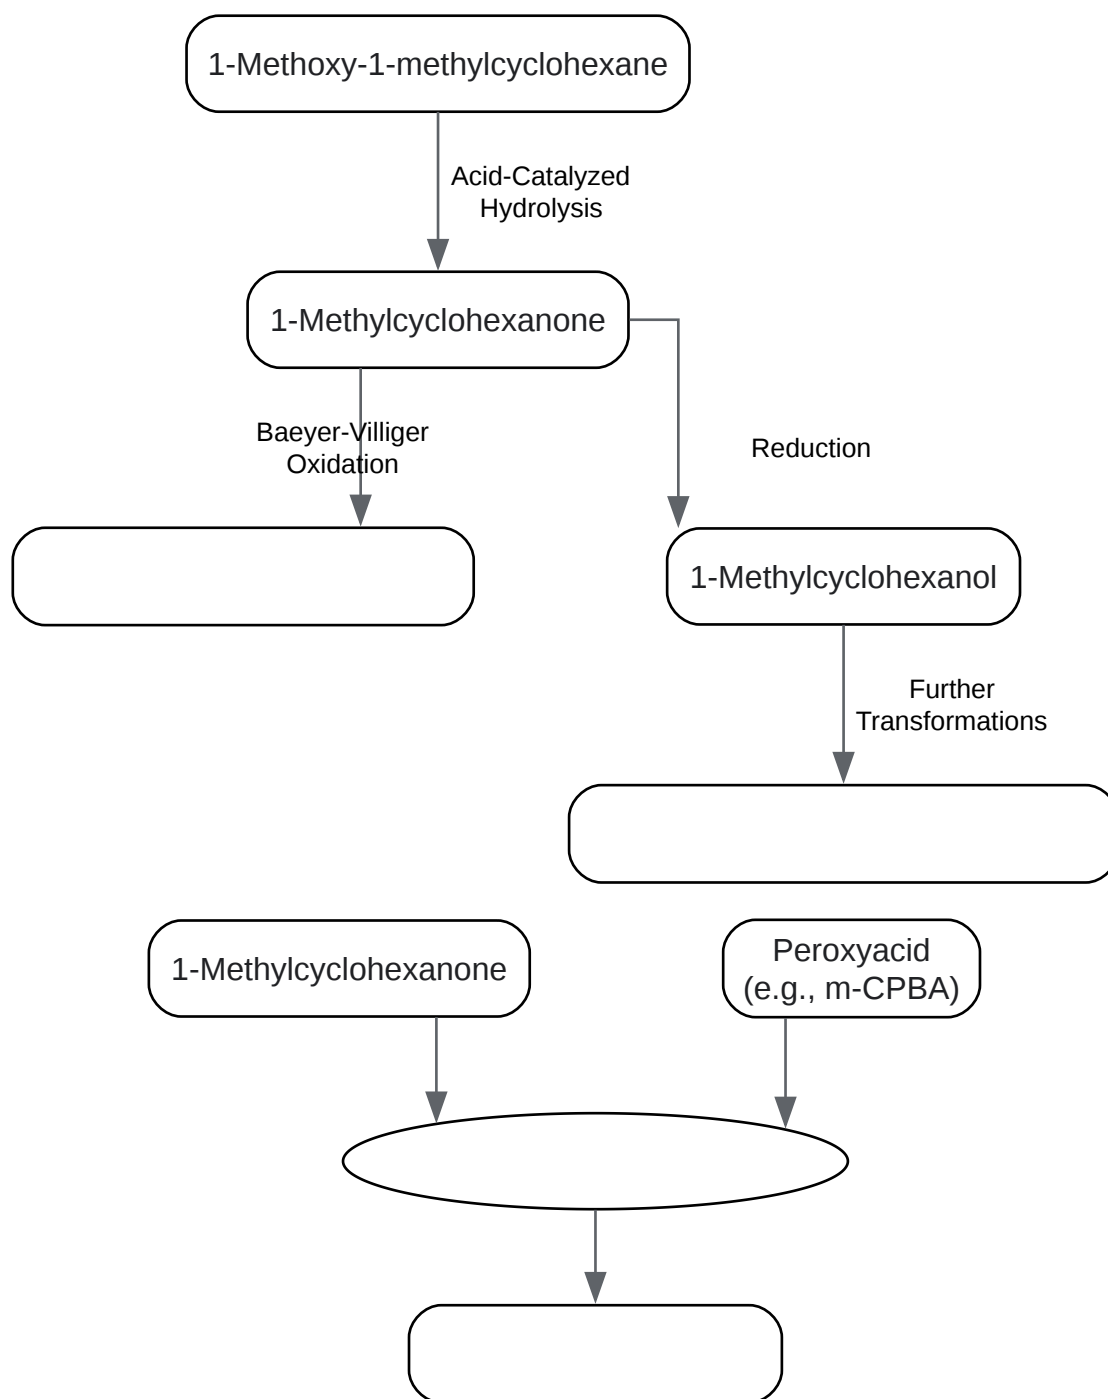 1-Methoxy-1-methylcyclohexane
Acid-Catalyzed
Hydrolysis
1-Methylcyclohexanone
Baeyer-Villiger
Oxidation
Reduction
1-Methylcyclohexanol
Further
Transformations
1-Methylcyclohexanone
Peroxyacid
(e.g., m-CPBA)